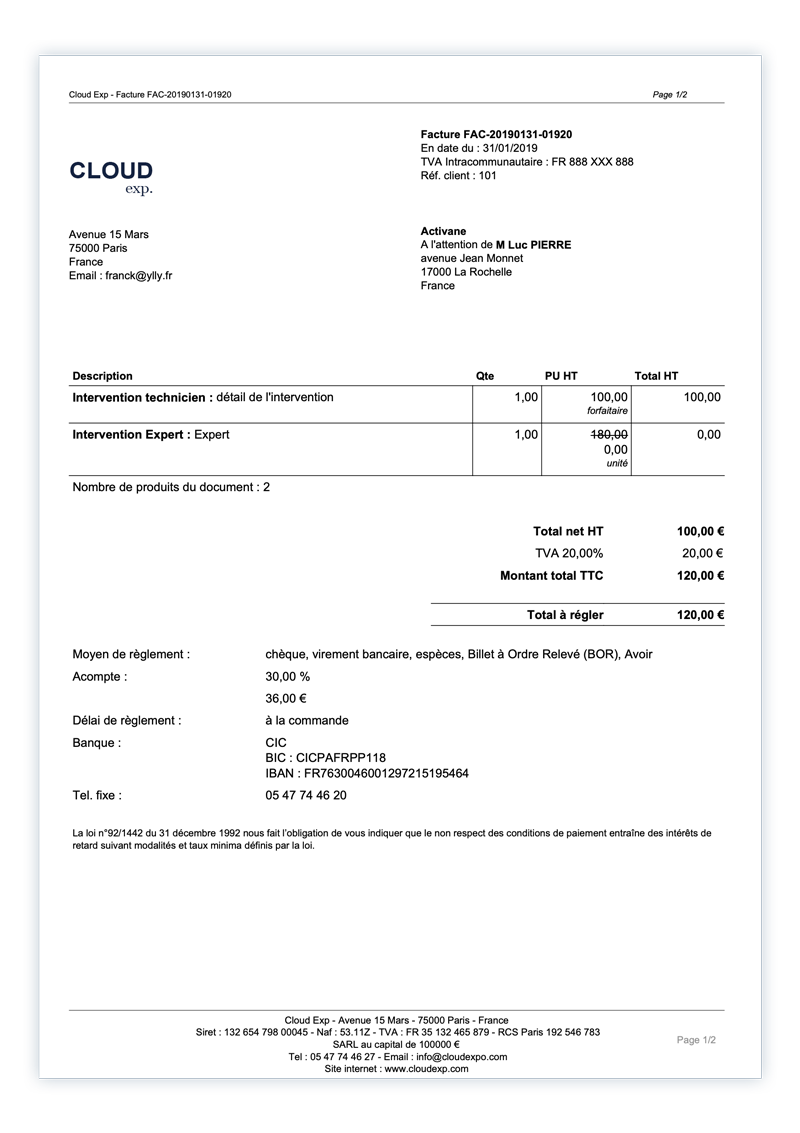 Cloud Exp - Facture FAC-20190131-01920 Page 1/2
Facture FAC-20190131-01920
En date du : 31/01/2019
TVA Intracommunautaire : FR 888 XXX 888
Réf. client : 101
CLOUD
exp.
Avenue 15 Mars
75000 Paris
France
Email : franck@ylly.fr
Activane
A l'attention de M Luc PIERRE
avenue Jean Monnet
17000 La Rochelle
France
Description Qte PU HT Total HT
Intervention technicien : détail de l'intervention 1,00 100,00 100,00
forfaitaire
Intervention Expert : Expert 1,00 180,00 0,00
0,00
unité
Nombre de produits du document : 2
Total net HT 100,00 €
TVA 20,00% 20,00 €
Montant total TTC 120,00 €
Total à régler 120,00 €
Moyen de règlement : chèque, virement bancaire, espèces, Billet à Ordre Relevé (BOR), Avoir
Acompte : 30,00 %
36,00 €
Délai de règlement : à la commande
Banque : CIC
BIC : CICPAFRPP118
IBAN : FR7630046001297215195464
Tel. fixe : 05 47 74 46 20
La loi n°92/1442 du 31 décembre 1992 nous fait l'obligation de vous indiquer que le non respect des conditions de paiement entraîne des intérêts de
retard suivant modalités et taux minima définis par la loi.
Cloud Exp - Avenue 15 Mars - 75000 Paris - France
Siret : 132 654 798 00045 - Naf : 53.11Z - TVA : FR 35 132 465 879 - RCS Paris 192 546 783
SARL au capital de 100000 €
Tel : 05 47 74 46 27 - Email : info@cloudexpo.com
Site internet : www.cloudexp.com
Page 1/2